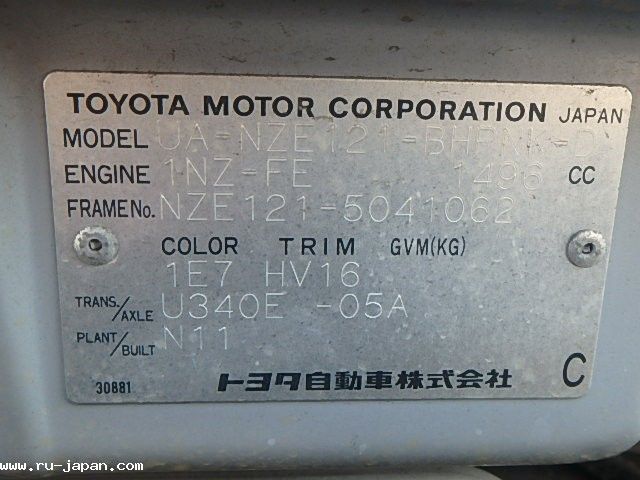 TOYOTA MOTOR CORPORATION JAPAN
MODEL UA-NZE121-BHPNK-D
ENGINE 1NZ-FE 1496 CC
FRAME No. NZE121-5041062
COLOR TRIM GVM(KG)
1E7 HV16
TRANS./AXLE U340E -05A
PLANT/BUILT N11
30881 トヨタ自動車株式会社 C
www.ru-japan.com